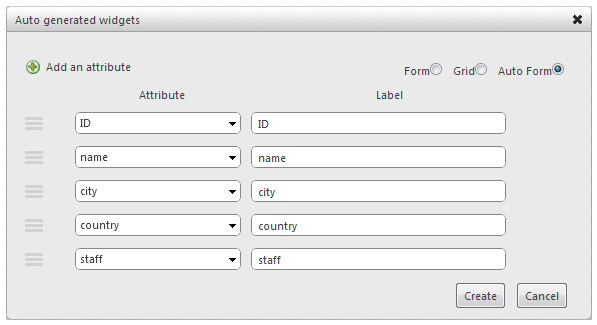 Auto generated widgets
Add an attribute
Form Grid Auto Form
Attribute Label
ID ID
name name
city city
country country
staff staff
Create Cancel